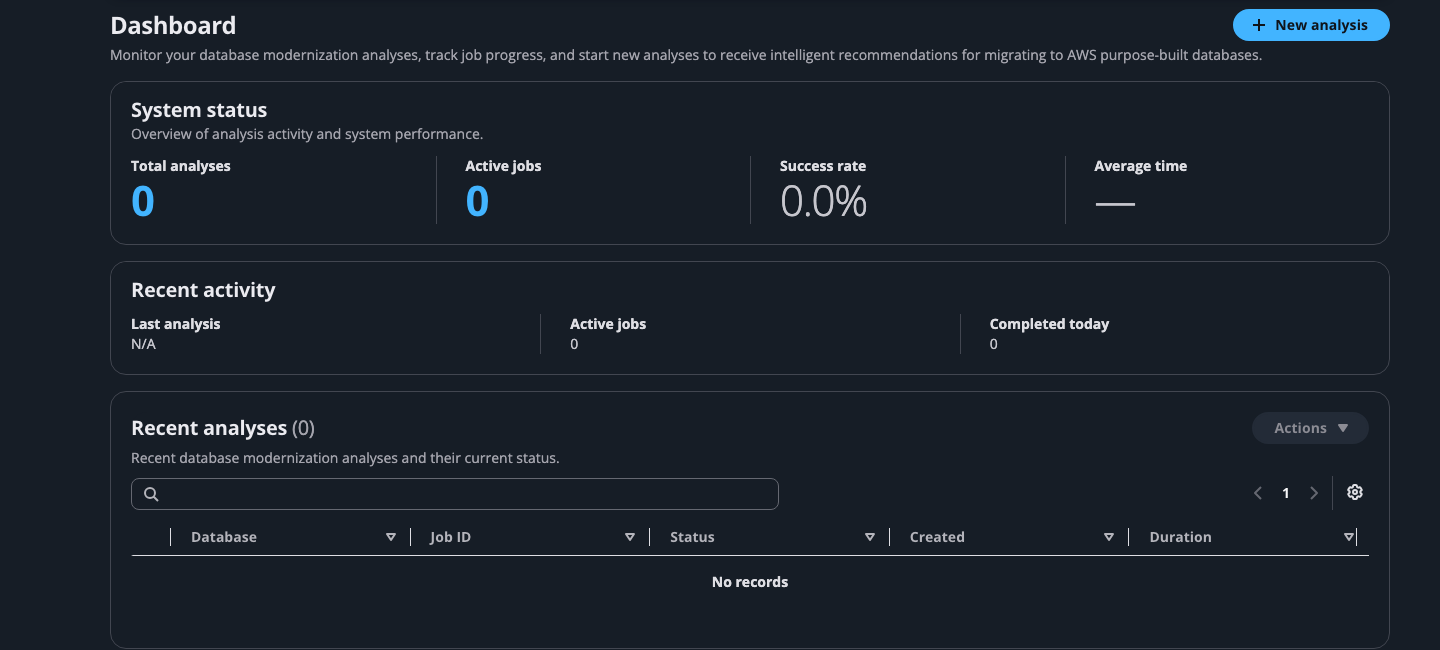 Dashboard
New analysis
Monitor your database modernization analyses, track job progress, and start new analyses to receive intelligent recommendations for migrating to AWS purpose-built databases.
System status
Overview of analysis activity and system performance.
Total analyses
0
Active jobs
0
Success rate
0.0%
Average time
—
Recent activity
Last analysis
N/A
Active jobs
0
Completed today
0
Recent analyses (0)
Actions
Recent database modernization analyses and their current status.
1
Database Job ID Status Created Duration
No records